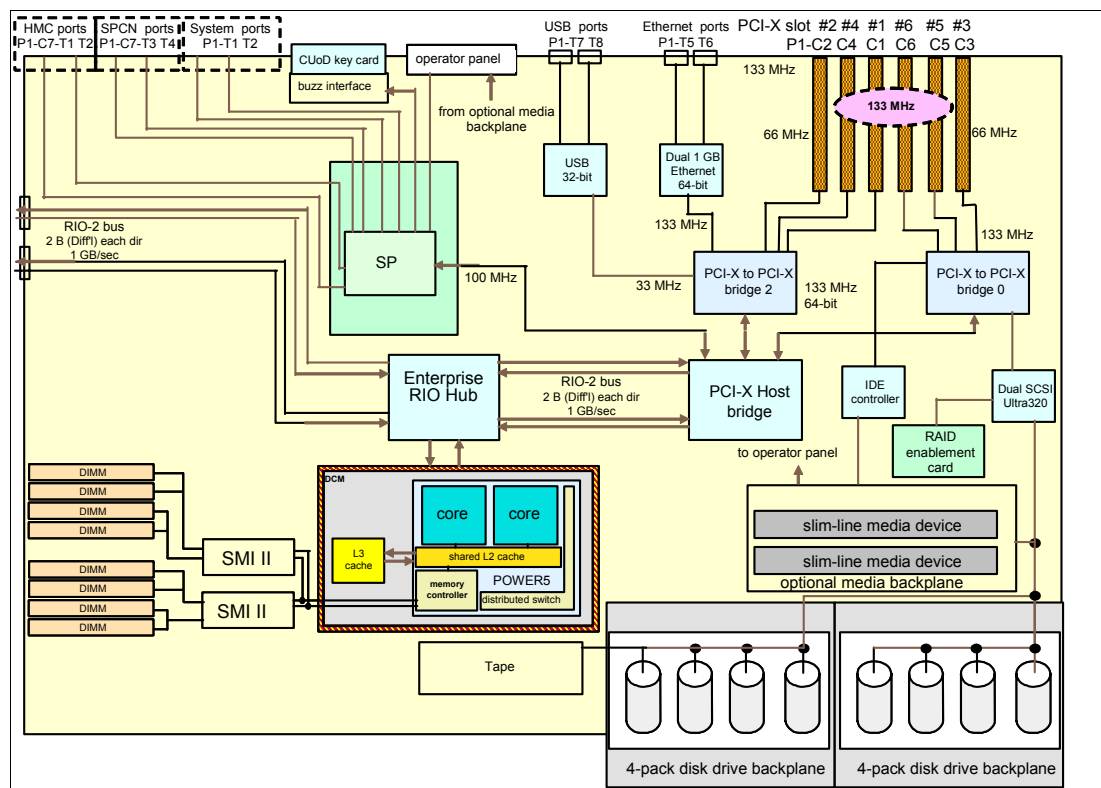 HMC ports SPCN ports System ports
P1-C7-T1 T2 P1-C7-T3 T4 P1-T1 T2
USB ports
P1-T7 T8
Ethernet ports
P1-T5 T6
PCI-X slot #2 #4 #1 #6 #5 #3
P1-C2 C4 C1 C6 C5 C3
CUoD key card
buzz interface
operator panel
from optional media
backplane
133 MHz
133 MHz
66 MHz
66 MHz
USB
32-bit
Dual 1 GB
Ethernet
64-bit
RIO-2 bus
2 B (Diff'l) each dir
1 GB/sec
SP
100 MHz
133 MHz
133 MHz
33 MHz
PCI-X to PCI-X
bridge 2
133 MHz
64-bit
PCI-X to PCI-X
bridge 0
Enterprise
RIO Hub
RIO-2 bus
2 B (Diff'l) each dir
1 GB/sec
PCI-X Host
bridge
IDE
controller
Dual SCSI
Ultra320
RAID
enablement
card
to operator panel
DIMM
DIMM
DIMM
DIMM
DIMM
DIMM
DIMM
DIMM
SMI II
SMI II
DCM
core
core
L3
cache
shared L2 cache
POWER5
memory
controller
distributed switch
slim-line media device
slim-line media device
optional media backplane
Tape
4-pack disk drive backplane
4-pack disk drive backplane